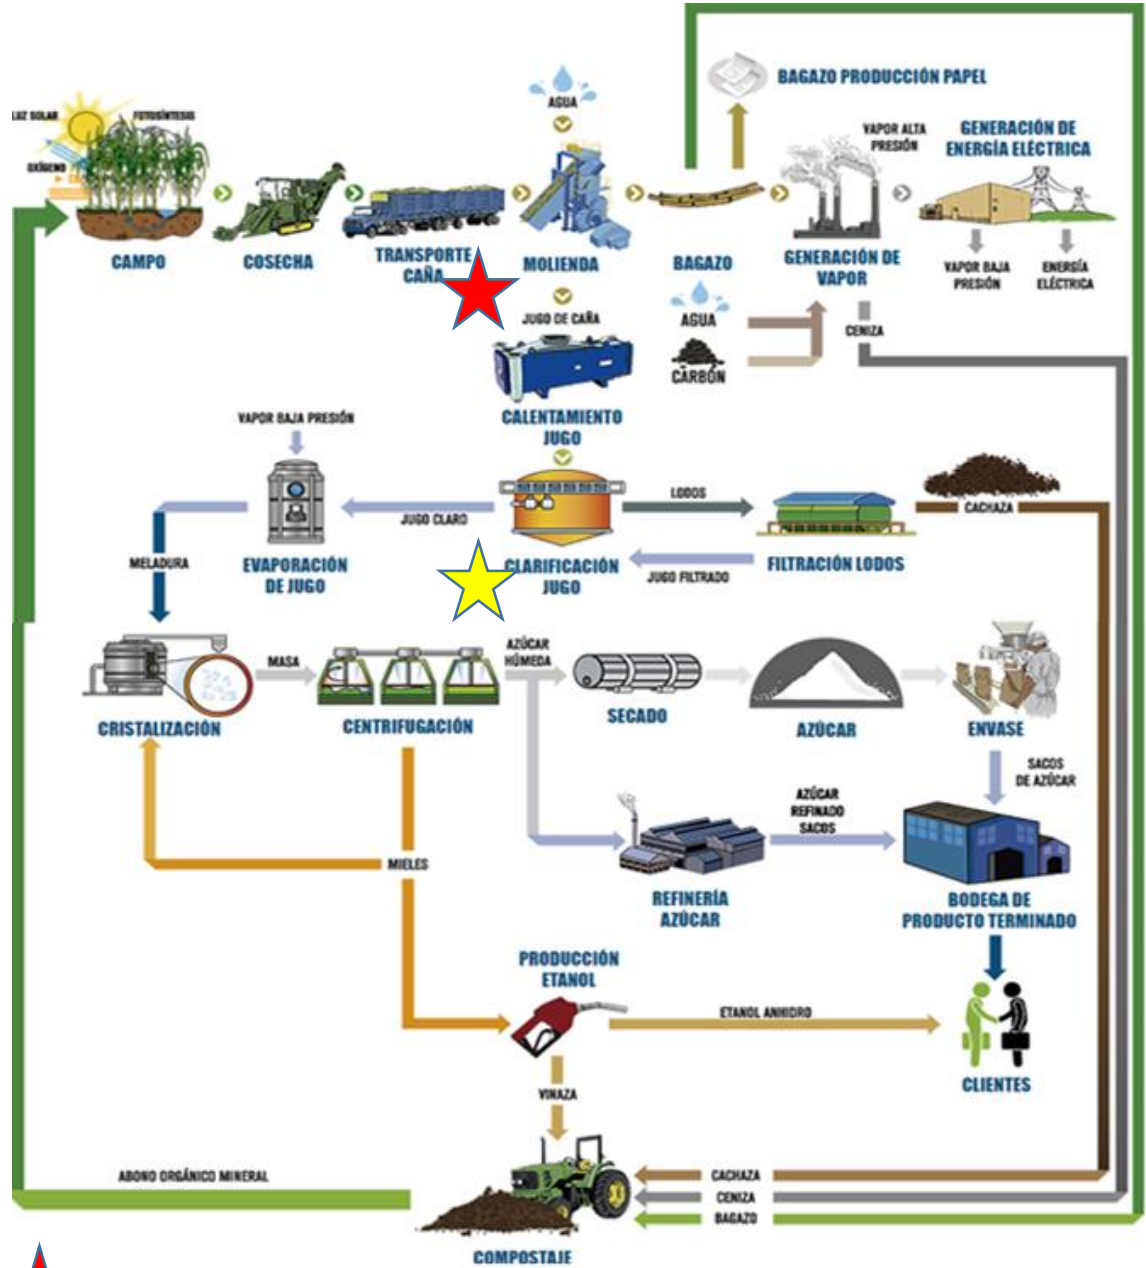 BAGAZO PRODUCCIÓN PAPEL
AGUA
LUZ SOLAR
FOTOSÍNTESIS
OXÍGENO
VAPOR ALTA
PRESIÓN
GENERACIÓN DE
ENERGÍA ELÉCTRICA
CAMPO
COSECHA
TRANSPORTE
CAÑA
MOLIENDA
BAGAZO
GENERACIÓN DE
VAPOR
VAPOR BAJA
PRESIÓN
ENERGÍA
ELÉCTRICA
JUGO DE CAÑA
AGUA
CENIZA
CARBÓN
CALENTAMIENTO
JUGO
VAPOR BAJA PRESIÓN
LODOS
CACHAZA
JUGO CLARO
MELADURA
EVAPORACIÓN
DE JUGO
CLARIFICACIÓN
JUGO
JUGO FILTRADO
FILTRACIÓN LODOS
MASA
AZÚCAR
HÚMEDA
CRISTALIZACIÓN
CENTRIFUGACIÓN
SECADO
AZÚCAR
ENVASE
SACOS
DE AZÚCAR
AZÚCAR
REFINADO
SACOS
MIELES
REFINERÍA
AZÚCAR
BODEGA DE
PRODUCTO TERMINADO
PRODUCCIÓN
ETANOL
ETANOL ANHIDRO
CLIENTES
VINAZA
ABONO ORGÁNICO MINERAL
CACHAZA
CENIZA
BAGAZO
COMPOSTAJE